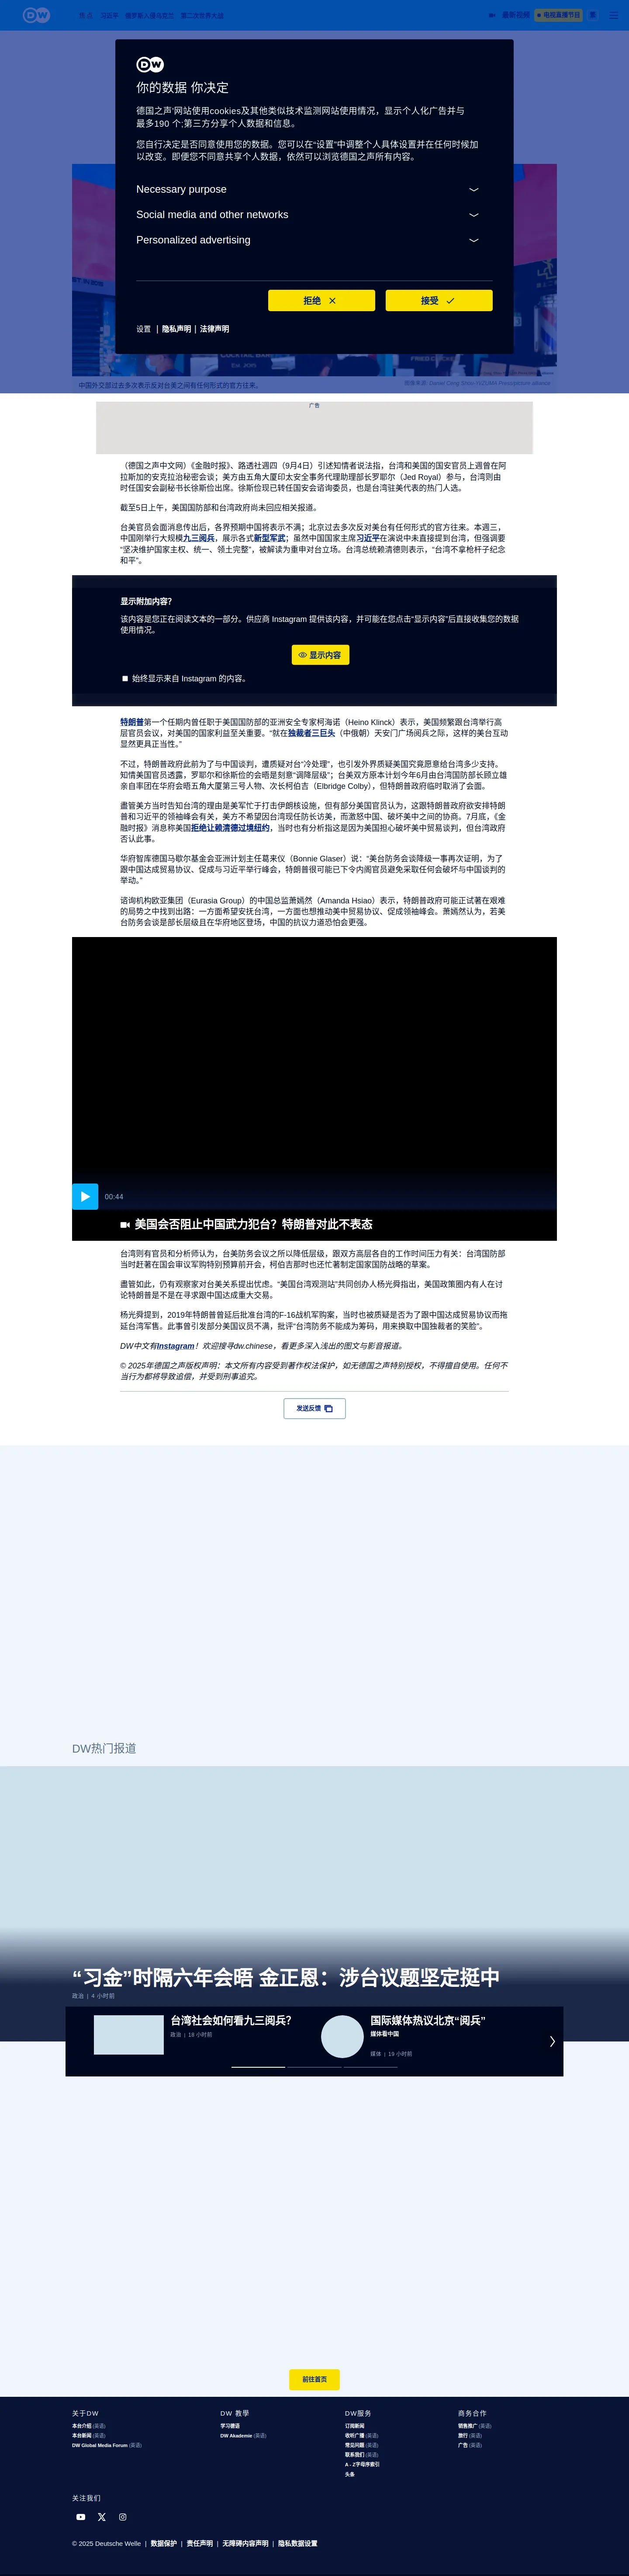 DW
习近平
俄罗斯入侵乌克兰
第二次世界大战
最新视频
电视直播节目
繁
DW
你的数据 你决定
德国之声'网站使用cookies及其他类似技术监测网站使用情况，显示个人化广告并与
最多190 个;第三方分享个人数据和信息。
您自行决定是否同意使用您的数据。您可以在“设置”中调整个人具体设置并在任何时候加
以改变。即便您不同意共享个人数据，依然可以浏览德国之声所有内容。
Necessary purpose
Social media and other networks
Personalized advertising
拒绝
接受
设置 | 隐私声明 | 法律声明
中国外交部过去多次表示反对台美之间有任何形式的官方往来。
广告
（德国之声中文网）《金融时报》、路透社週四（9月4日）引述知情者说法指，台湾和美国的国安官员上週曾在阿
拉斯加的安克拉治秘密会谈；美方由五角大厦印太安全事务代理助理部长罗耶尔（Jed Royal）参与，台湾则由
时任国安会副秘书长徐斯俭出席。徐斯俭现已转任国安会谘询委员，也是台湾驻美代表的热门人选。
截至5日上午，美国国防部和台湾政府尚未回应相关报道。
台美官员会面消息传出后，各界预期中国将表示不满；北京过去多次反对美台有任何形式的官方往来。本週三，
中国刚举行大规模九三阅兵，展示各式新型军武；虽然中国国家主席习近平在演说中未直接提到台湾，但强调要
“坚决维护国家主权、统一、领土完整”，被解读为重申对台立场。台湾总统赖清德则表示，“台湾不拿枪杆子纪念
和平”。
显示附加内容？
该内容是您正在阅读文本的一部分。供应商 Instagram 提供该内容，并可能在您点击“显示内容”后直接收集您的数据
使用情况。
显示内容
始终显示来自 Instagram 的内容。
特朗普第一个任期内曾任职于美国国防部的亚洲安全专家柯海诺（Heino Klinck）表示，美国频繁跟台湾举行高
层官员会议，对美国的国家利益至关重要。“就在独裁者三巨头（中俄朝）天安门广场阅兵之际，这样的美台互动
显然更具正当性。”
不过，特朗普政府此前为了与中国谈判，遭质疑对台“冷处理”，也引发外界质疑美国究竟愿意给台湾多少支持。
知情美国官员透露，罗耶尔和徐斯俭的会晤是刻意“调降层级”；台美双方原本计划今年6月由台湾国防部长顾立雄
亲自率团在华府会晤五角大厦第三号人物、次长柯伯吉（Elbridge Colby），但特朗普政府临时取消了会面。
盡管美方当时告知台湾的理由是美军忙于打击伊朗核设施，但有部分美国官员认为，这跟特朗普政府欲安排特朗
普和习近平的领袖峰会有关，美方不希望因台湾现任防长访美，而激怒中国、破坏美中之间的协商。7月底，《金
融时报》消息称美国拒绝让赖清德过境纽约，当时也有分析指这是因为美国担心破坏美中贸易谈判，但台湾政府
否认此事。
华府智库德国马歇尔基金会亚洲计划主任葛来仪（Bonnie Glaser）说：“美台防务会谈降级一事再次证明，为了
跟中国达成贸易协议、促成与习近平举行峰会，特朗普很可能已下令内阁官员避免采取任何会破坏与中国谈判的
举动。”
谘询机构欧亚集团（Eurasia Group）的中国总监萧嫣然（Amanda Hsiao）表示，特朗普政府可能正试著在艰难
的局势之中找到出路：一方面希望安抚台湾，一方面也想推动美中贸易协议、促成领袖峰会。萧嫣然认为，若美
台防务会谈是部长层级且在华府地区登场，中国的抗议力道恐怕会更强。
00:44
美国会否阻止中国武力犯台？特朗普对此不表态
台湾则有官员和分析师认为，台美防务会议之所以降低层级，跟双方高层各自的工作时间压力有关：台湾国防部
当时赶著在国会审议军购特别预算前开会，柯伯吉那时也还忙著制定国家国防战略的草案。
盡管如此，仍有观察家对台美关系提出忧虑。“美国台湾观测站”共同创办人杨光舜指出，美国政策圈内有人在讨
论特朗普是不是在寻求跟中国达成重大交易。
杨光舜提到，2019年特朗普曾延后批准台湾的F-16战机军购案，当时也被质疑是否为了跟中国达成贸易协议而拖
延台湾军售。此事曾引发部分美国议员不满，批评“台湾防务不能成为筹码，用来换取中国独裁者的笑脸”。
DW中文有Instagram！欢迎搜寻dw.chinese，看更多深入浅出的图文与影音报道。
© 2025年德国之声版权声明：本文所有内容受到著作权法保护，如无德国之声特别授权，不得擅自使用。任何不
当行为都将导致追偿，并受到刑事追究。
发送反馈
DW热门报道
“习金”时隔六年会晤 金正恩：涉台议题坚定挺中
政治 | 4 小时前
台湾社会如何看九三阅兵？
政治 | 18 小时前
国际媒体热议北京“阅兵”
媒体看中国
媒体 | 19 小时前
前往首页
关于DW
本台介绍 (英语)
本台新闻 (英语)
DW Global Media Forum (英语)
DW 教学
学习德语
DW Akademie (英语)
DW服务
订阅新闻
收听广播 (英语)
常见问题 (英语)
联系我们 (英语)
A - Z字母序索引
头条
商务合作
销售推广 (英语)
旅行 (英语)
广告 (英语)
关注我们
© 2025 Deutsche Welle | 数据保护 | 责任声明 | 无障碍内容声明 | 隐私数据设置